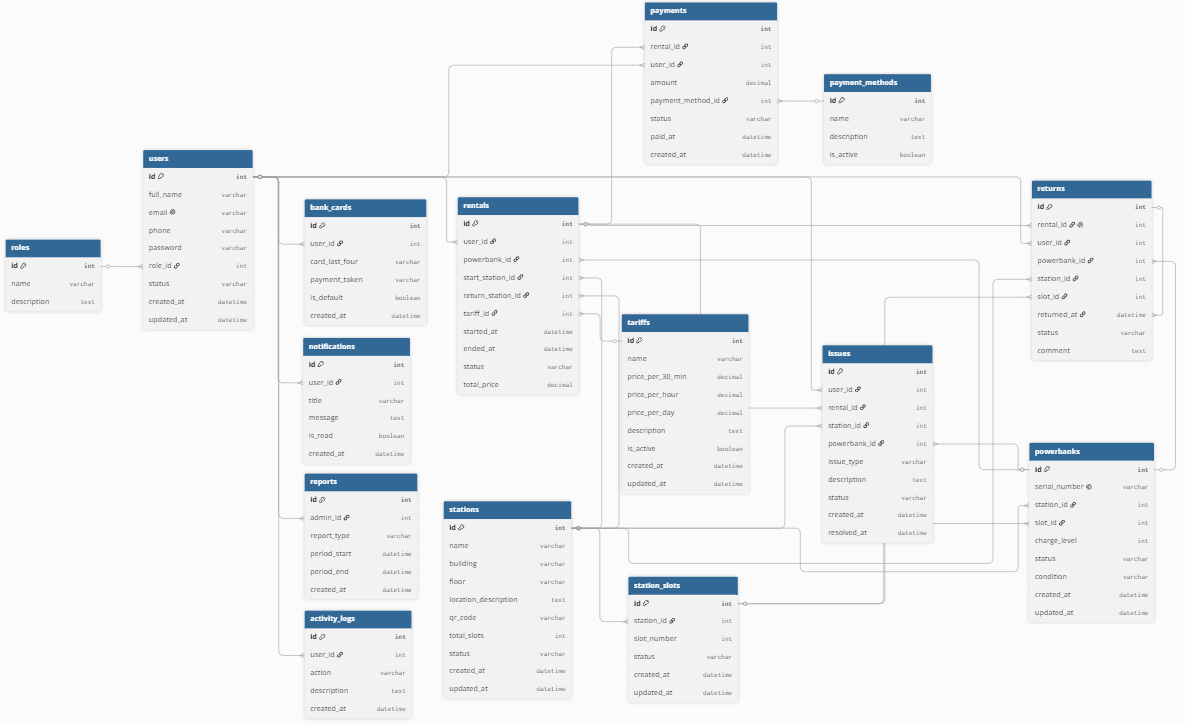 payments
id int
rental_id int
user_id int
amount decimal
payment_method_id int
status varchar
paid_at datetime
created_at datetime
payment_methods
id int
name varchar
description text
is_active boolean
users
id int
full_name varchar
email varchar
phone varchar
password varchar
role_id int
status varchar
created_at datetime
updated_at datetime
roles
id int
name varchar
description text
bank_cards
id int
user_id int
card_last_four varchar
payment_token varchar
is_default boolean
created_at datetime
rentals
id int
user_id int
powerbank_id int
start_station_id int
return_station_id int
tariff_id int
started_at datetime
ended_at datetime
status varchar
total_price decimal
returns
id int
rental_id int
user_id int
powerbank_id int
station_id int
slot_id int
returned_at datetime
status varchar
comment text
notifications
id int
user_id int
title varchar
message text
is_read boolean
created_at datetime
tariffs
id int
name varchar
price_per_30_min decimal
price_per_hour decimal
price_per_day decimal
description text
is_active boolean
created_at datetime
updated_at datetime
issues
id int
user_id int
rental_id int
station_id int
powerbank_id int
issue_type varchar
description text
status varchar
created_at datetime
resolved_at datetime
powerbanks
id int
serial_number varchar
station_id int
slot_id int
charge_level int
status varchar
condition varchar
created_at datetime
updated_at datetime
reports
id int
admin_id int
report_type varchar
period_start datetime
period_end datetime
created_at datetime
stations
id int
name varchar
building varchar
floor varchar
location_description text
qr_code varchar
total_slots int
status varchar
created_at datetime
updated_at datetime
station_slots
id int
station_id int
slot_number int
status varchar
created_at datetime
updated_at datetime
activity_logs
id int
user_id int
action varchar
description text
created_at datetime